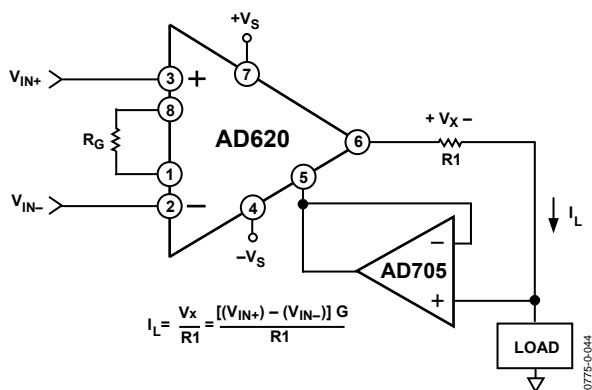 +VS
VIN+
3
+
7
8
RG
AD620
6
+ VX –
R1
1
5
VIN–
2
–
4
–VS
IL
–
AD705
+
IL = VX / R1 = [(VIN+) – (VIN–)] G / R1
LOAD
0775-0-044